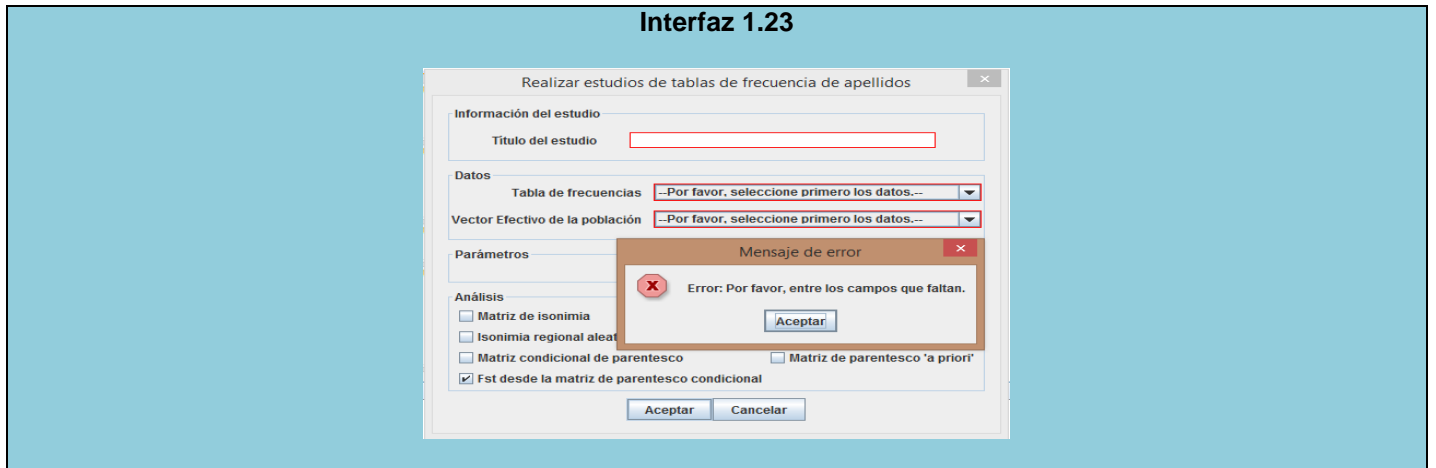 Interfaz 1.23
Realizar estudios de tablas de frecuencia de apellidos
Información del estudio
Título del estudio
Datos
Tabla de frecuencias --Por favor, seleccione primero los datos.--
Vector Efectivo de la población --Por favor, seleccione primero los datos.--
Parámetros
Mensaje de error
Error: Por favor, entre los campos que faltan.
Aceptar
Análisis
Matriz de isonimia
Isonimia regional
Matriz condicional de parentesco Matriz de parentesco 'a priori'
Fst desde la matriz de parentesco condicional
Aceptar Cancelar